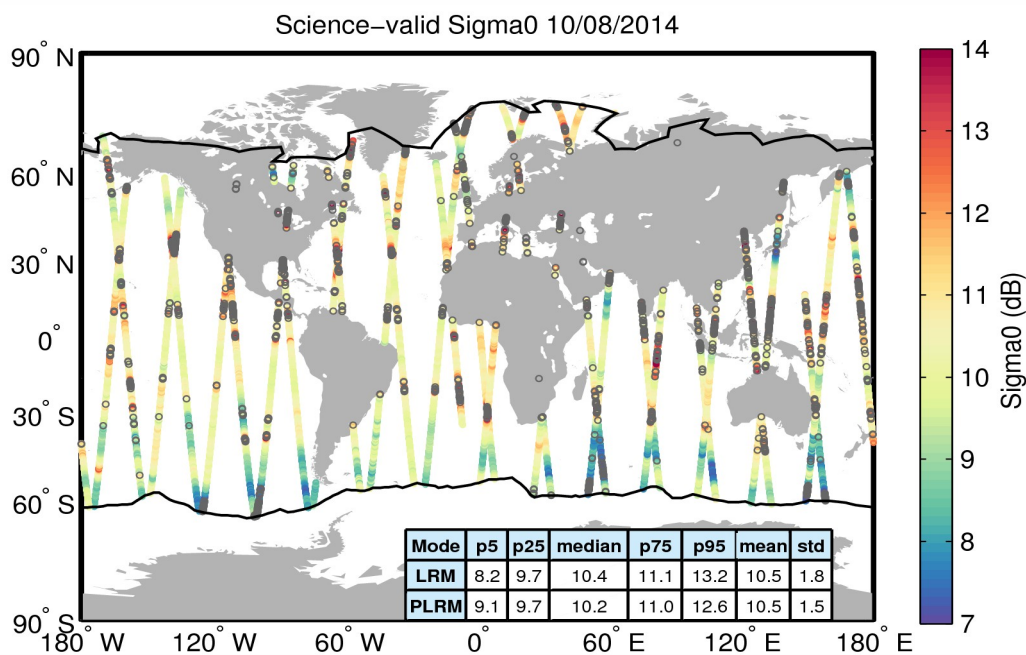 Science−valid Sigma0 10/08/2014
90° N
60° N
30° N
0°
30° S
60° S
90° S
180° W
120° W
60° W
0°
60° E
120° E
180° E
14
13
12
11
10
9
8
7
Sigma0 (dB)
Mode p5 p25 median p75 p95 mean std
LRM 8.2 9.7 10.4 11.1 13.2 10.5 1.8
PLRM 9.1 9.7 10.2 11.0 12.6 10.5 1.5